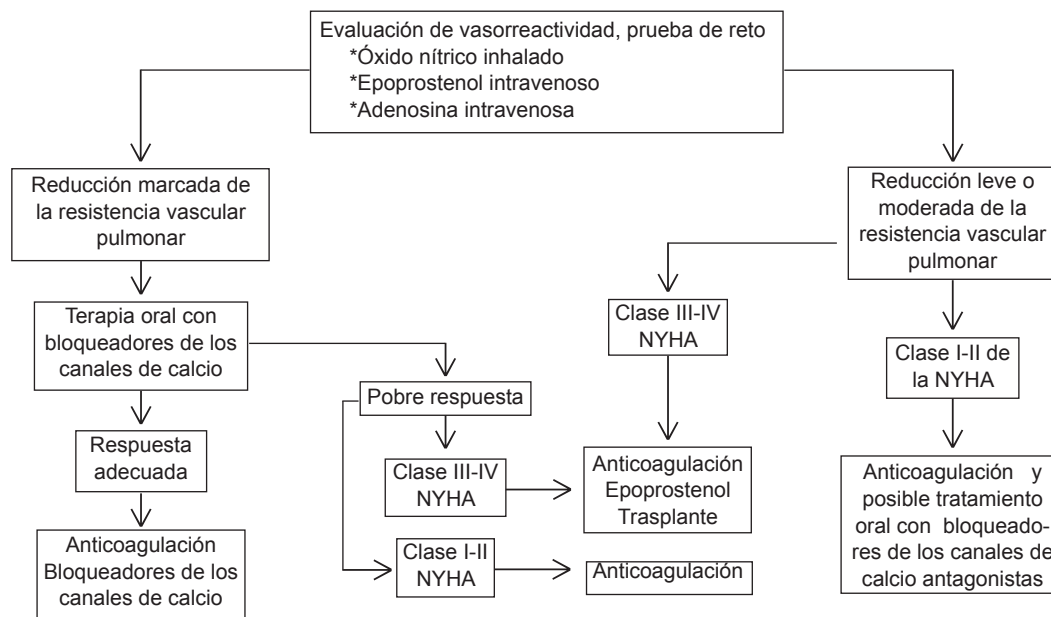 Evaluación de vasorreactividad, prueba de reto
*Óxido nítrico inhalado
*Epoprostenol intravenoso
*Adenosina intravenosa
Reducción marcada de
la resistencia vascular
pulmonar
Terapia oral con
bloqueadores de los
canales de calcio
Respuesta
adecuada
Anticoagulación
Bloqueadores de los
canales de calcio
Pobre respuesta
Clase III-IV
NYHA
Clase I-II
NYHA
Clase III-IV
NYHA
Anticoagulación
Epoprostenol
Trasplante
Anticoagulación
Reducción leve o
moderada de la
resistencia vascular
pulmonar
Clase I-II de
la NYHA
Anticoagulación y
posible tratamiento
oral con bloqueado-
res de los canales de
calcio antagonistas